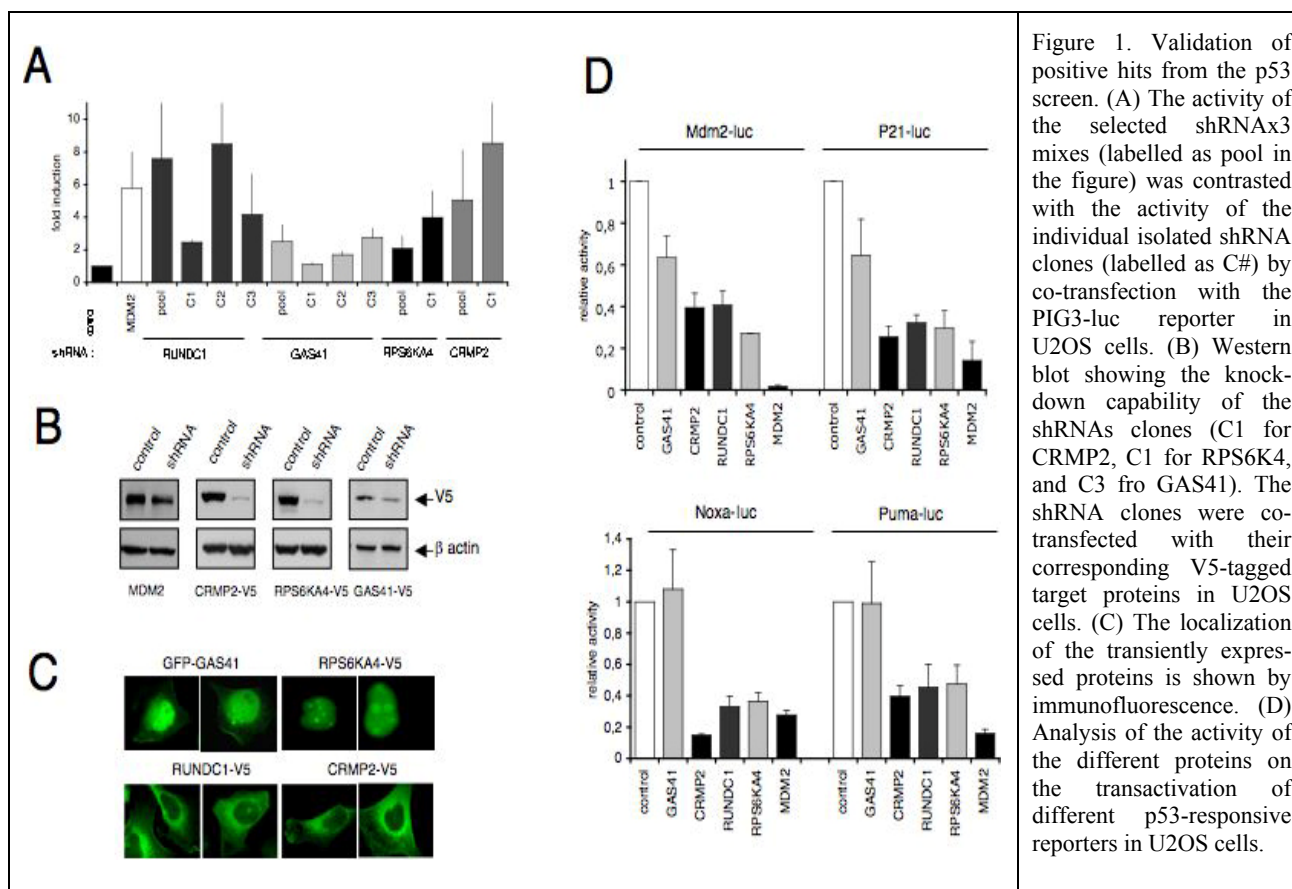 A
fold induction
10
8
6
4
2
0
MDM2
pool
C1
C2
C3
pool
C1
C2
C3
pool
C1
pool
C1
shRNA :
RUNDC1
GAS41
RPS6KA4
CRMP2
B
control
shRNA
control
shRNA
control
shRNA
control
shRNA
V5
β actin
MDM2
CRMP2-V5
RPS6KA4-V5
GAS41-V5
C
GFP-GAS41
RPS6KA4-V5
RUNDC1-V5
CRMP2-V5
D
Mdm2-luc
P21-luc
relative activity
1
0,8
0,6
0,4
0,2
0
control
GAS41
CRMP2
RUNDC1
RPS6KA4
MDM2
control
GAS41
CRMP2
RUNDC1
RPS6KA4
MDM2
Noxa-luc
Puma-luc
relative activity
1,4
1,2
1
0,8
0,6
0,4
0,2
0
control
GAS41
CRMP2
RUNDC1
RPS6KA4
MDM2
control
GAS41
CRMP2
RUNDC1
RPS6KA4
MDM2
Figure 1. Validation of
positive hits from the p53
screen. (A) The activity of
the selected shRNAx3
mixes (labelled as pool in
the figure) was contrasted
with the activity of the
individual isolated shRNA
clones (labelled as C#) by
co-transfection with the
PIG3-luc reporter in
U2OS cells. (B) Western
blot showing the knock-
down capability of the
shRNAs clones (C1 for
CRMP2, C1 for RPS6K4,
and C3 fro GAS41). The
shRNA clones were co-
transfected with their
corresponding V5-tagged
target proteins in U2OS
cells. (C) The localization
of the transiently expres-
sed proteins is shown by
immunofluorescence. (D)
Analysis of the activity of
the different proteins on
the transactivation of
different p53-responsive
reporters in U2OS cells.